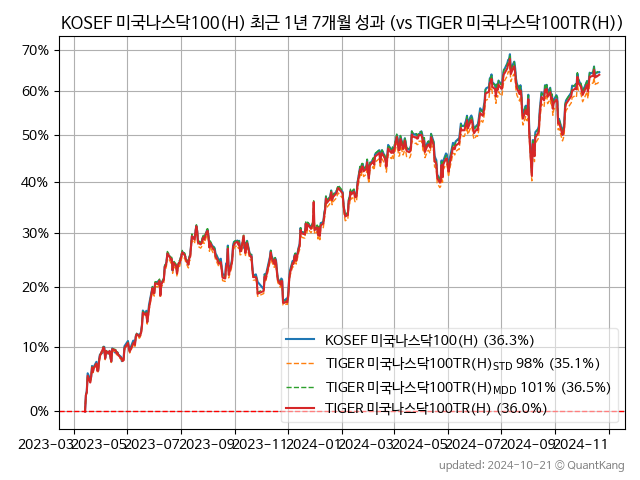 KOSEF 미국나스닥100(H) 최근 1년 7개월 성과 (vs TIGER 미국나스닥100TR(H))
70%
60%
50%
40%
30%
20%
10%
0%
KOSEF 미국나스닥100(H) (36.3%)
TIGER 미국나스닥100TR(H)STD 98% (35.1%)
TIGER 미국나스닥100TR(H)MDD 101% (36.5%)
TIGER 미국나스닥100TR(H) (36.0%)
2023-03 2023-05 2023-07 2023-09 2023-11 2024-01 2024-03 2024-05 2024-07 2024-09 2024-11
updated: 2024-10-21 © QuantKang